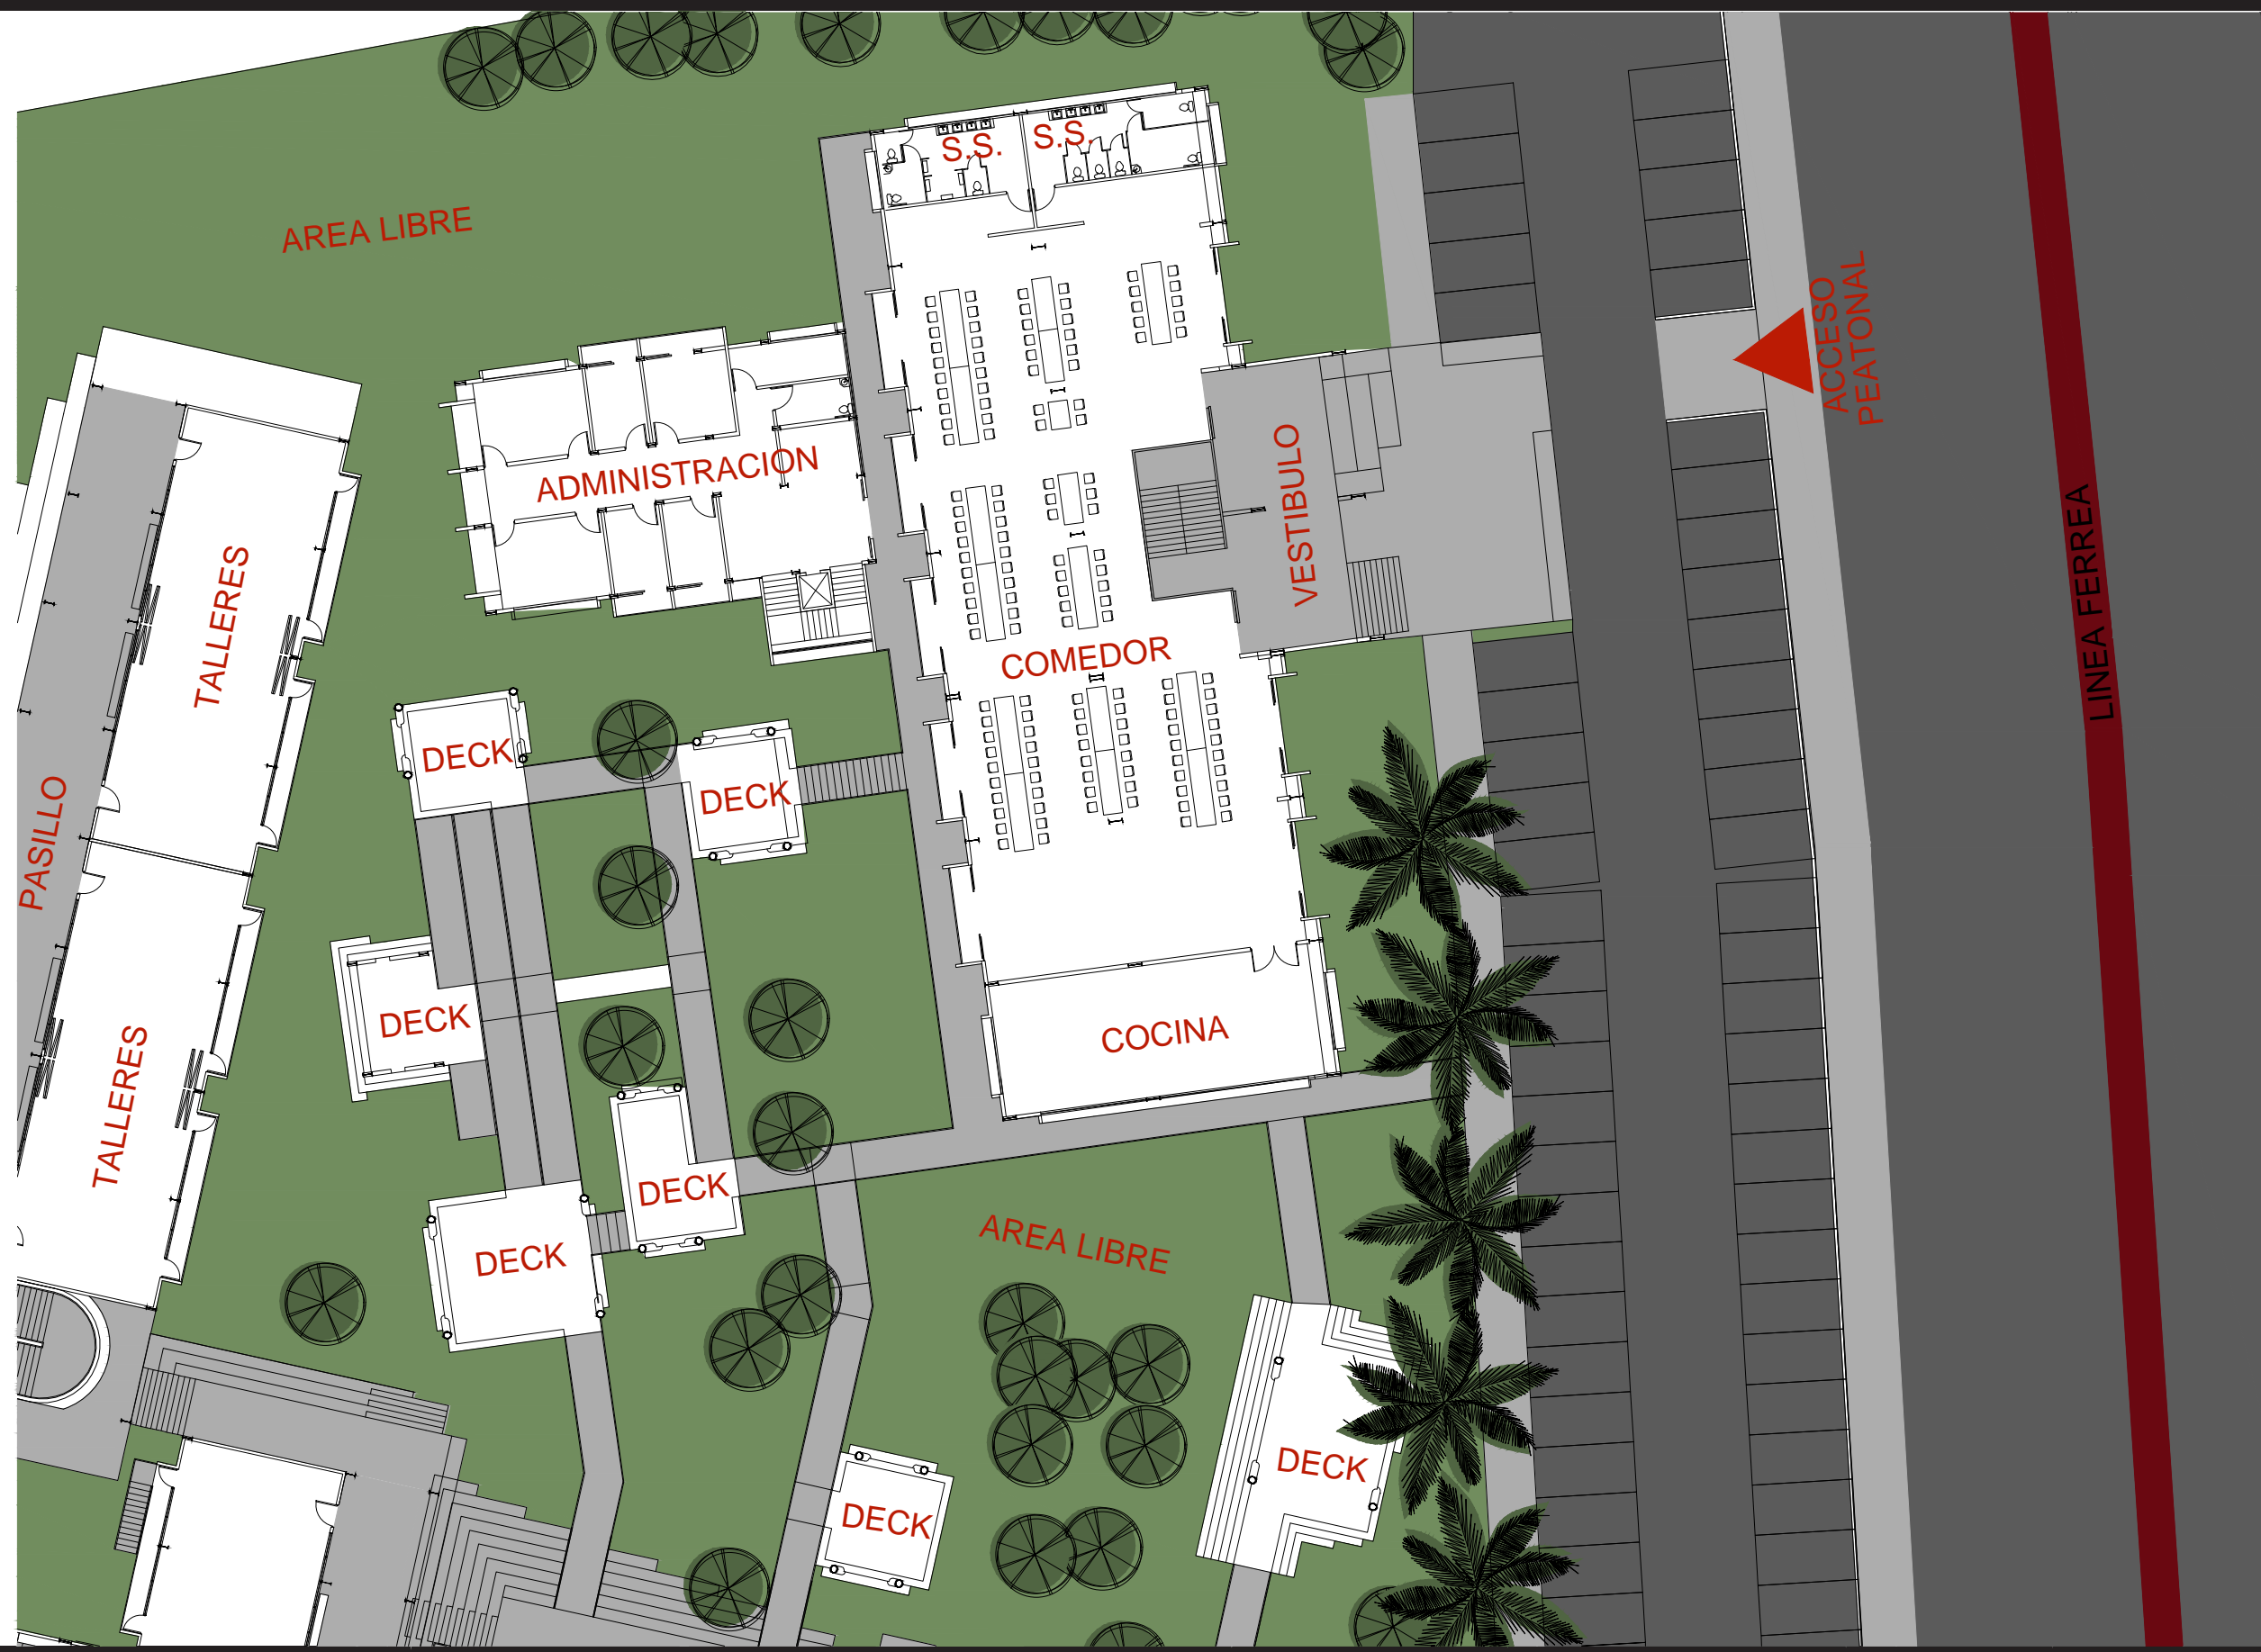 S.S.
S.S.
AREA LIBRE
ACCESO
PEATONAL
ADMINISTRACION
VESTIBULO
TALLERES
LINEA FERREA
COMEDOR
DECK
DECK
PASILLO
DECK
COCINA
TALLERES
DECK
AREA LIBRE
DECK
DECK
DECK